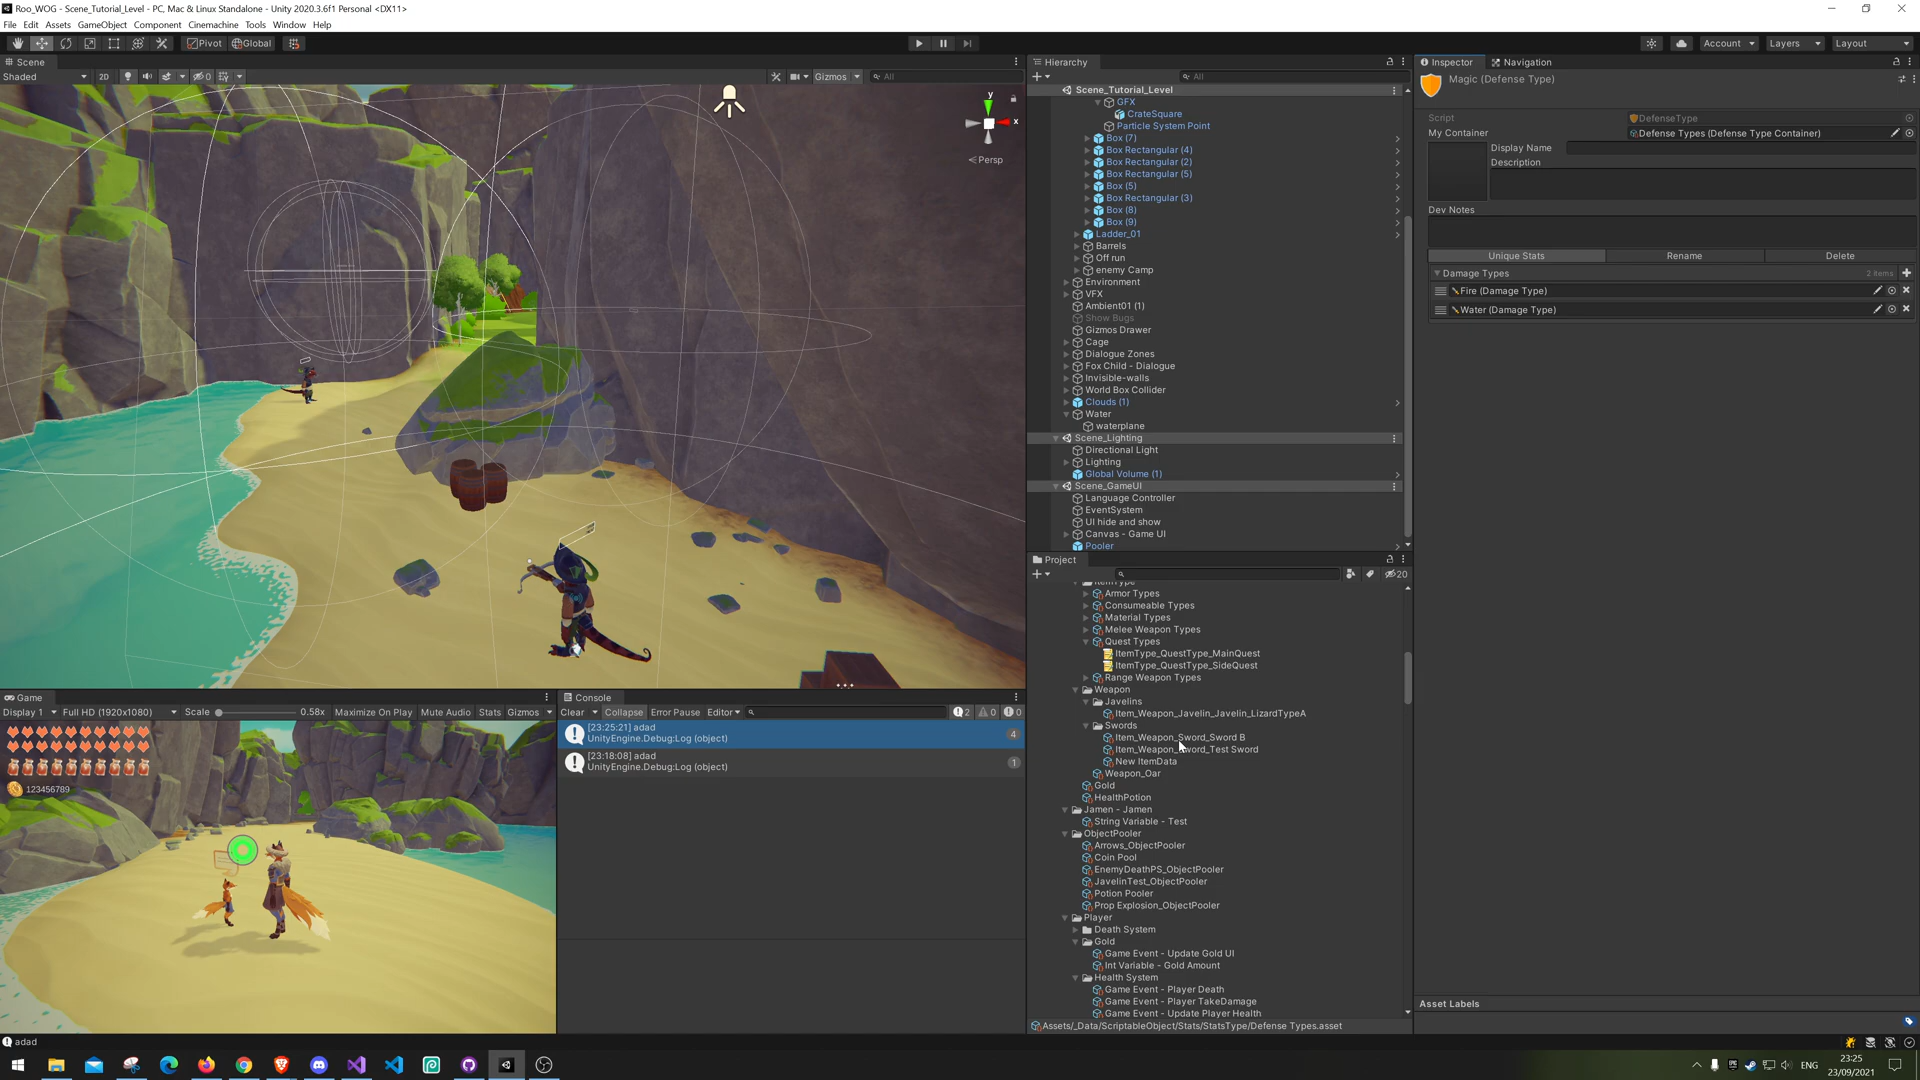 Roo_WOG - Scene_Tutorial_Level - PC, Mac & Linux Standalone - Unity 2020.3.6f1 Personal <DX11>
File Edit Assets GameObject Component Cinemachine Tools Window Help
Pivot Global
Account Layers Layout
Scene
Shaded 2D 0 Gizmos All
y
x
Persp
Hierarchy
All
Scene_Tutorial_Level
GFX
CrateSquare
Particle System Point
Box (7)
Box Rectangular (4)
Box Rectangular (2)
Box Rectangular (5)
Box (5)
Box Rectangular (3)
Box (8)
Box (9)
Ladder_01
Barrels
Off run
enemy Camp
Environment
VFX
Ambient01 (1)
Show Bugs
Gizmos Drawer
Cage
Dialogue Zones
Fox Child - Dialogue
Invisible-walls
World Box Collider
Clouds (1)
Water
waterplane
Scene_Lighting
Directional Light
Lighting
Global Volume (1)
Scene_GameUI
Language Controller
EventSystem
UI hide and show
Canvas - Game UI
Pooler
Project
20
ItemType
Armor Types
Consumeable Types
Material Types
Melee Weapon Types
Quest Types
ItemType_QuestType_MainQuest
ItemType_QuestType_SideQuest
Range Weapon Types
Weapon
Javelins
Item_Weapon_Javelin_Javelin_LizardTypeA
Swords
Item_Weapon_Sword_Sword B
Item_Weapon_Sword_Test Sword
New ItemData
Weapon_Oar
Gold
HealthPotion
Jamen - Jamen
String Variable - Test
ObjectPooler
Arrows_ObjectPooler
Coin Pool
EnemyDeathPS_ObjectPooler
JavelinTest_ObjectPooler
Potion Pooler
Prop Explosion_ObjectPooler
Player
Death System
Gold
Game Event - Update Gold UI
Int Variable - Gold Amount
Health System
Game Event - Player Death
Game Event - Player TakeDamage
Game Event - Update Player Health
Assets/_Data/ScriptableObject/Stats/StatsType/Defense Types.asset
Inspector Navigation
Magic (Defense Type)
Script DefenseType
My Container Defense Types (Defense Type Container)
Display Name
Description
Dev Notes
Unique Stats Rename Delete
Damage Types 2 items
Fire (Damage Type)
Water (Damage Type)
Asset Labels
Game
Display 1 Full HD (1920x1080) Scale 0.58x Maximize On Play Mute Audio Stats Gizmos
123456789
Console
Clear Collapse Error Pause Editor 2 0 0
[23:25:21] adad
UnityEngine.Debug:Log (object)
4
[23:18:08] adad
UnityEngine.Debug:Log (object)
1
adad
ENG
23:25
23/09/2021